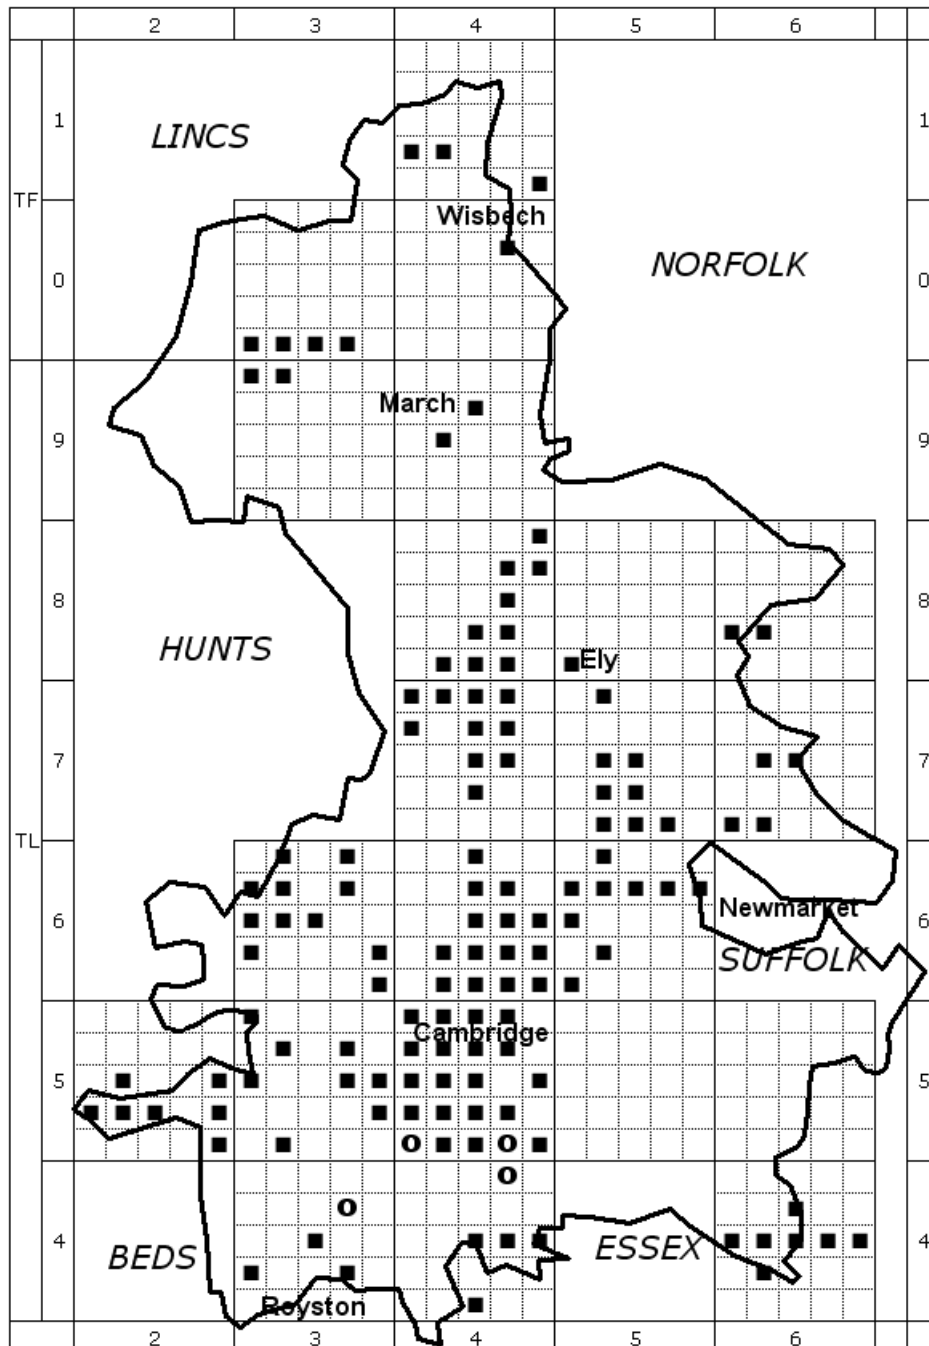 2 3 4 5 6
1 LINCS 1
TF
Wisbech
0 NORFOLK 0
March
9 9
8 8
HUNTS Ely
7 7
TL
6 Newmarket 6
SUFFOLK
Cambridge
5 5
4 BEDS ESSEX 4
Royston
2 3 4 5 6